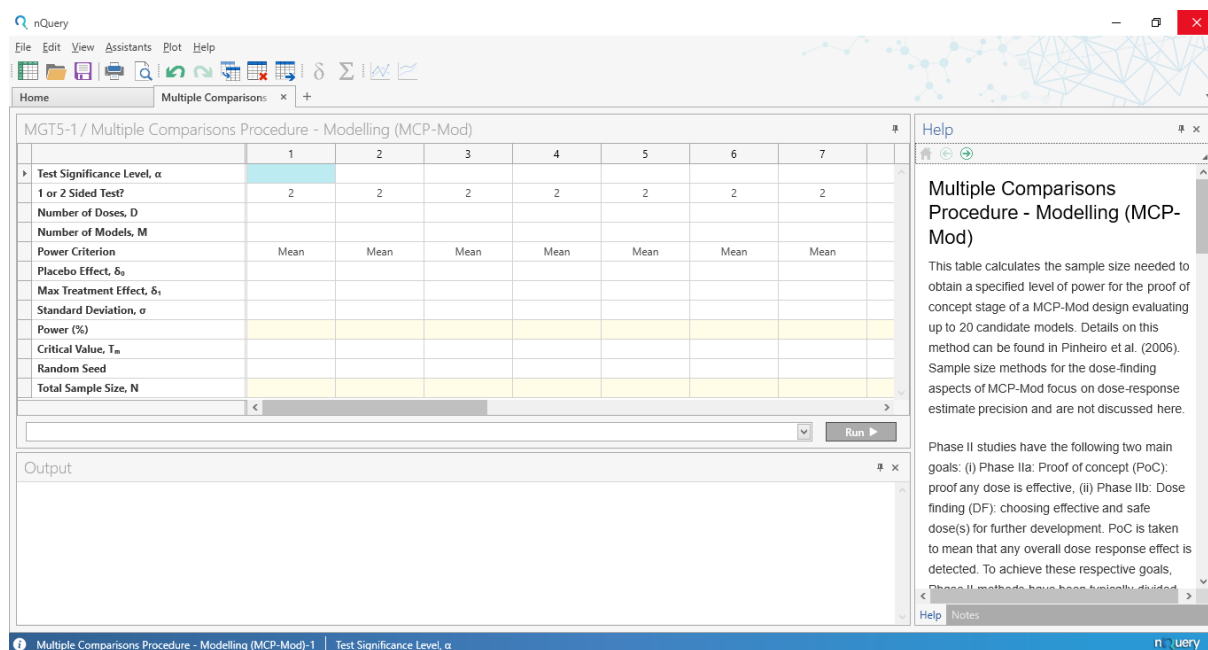 nQuery
File Edit View Assistants Plot Help
Home Multiple Comparisons × +
MGT5-1 / Multiple Comparisons Procedure - Modelling (MCP-Mod)
1 2 3 4 5 6 7
Test Significance Level, α
1 or 2 Sided Test? 2 2 2 2 2 2 2
Number of Doses, D
Number of Models, M
Power Criterion Mean Mean Mean Mean Mean Mean Mean
Placebo Effect, δ₀
Max Treatment Effect, δ₁
Standard Deviation, σ
Power (%)
Critical Value, Tₘ
Random Seed
Total Sample Size, N
Run
Output
Help
Multiple Comparisons
Procedure - Modelling (MCP-
Mod)
This table calculates the sample size needed to
obtain a specified level of power for the proof of
concept stage of a MCP-Mod design evaluating
up to 20 candidate models. Details on this
method can be found in Pinheiro et al. (2006).
Sample size methods for the dose-finding
aspects of MCP-Mod focus on dose-response
estimate precision and are not discussed here.
Phase II studies have the following two main
goals: (i) Phase IIa: Proof of concept (PoC):
proof any dose is effective, (ii) Phase IIb: Dose
finding (DF): choosing effective and safe
dose(s) for further development. PoC is taken
to mean that any overall dose response effect is
detected. To achieve these respective goals,
Phase II methods have been typically divided
Help Notes
Multiple Comparisons Procedure - Modelling (MCP-Mod)-1 Test Significance Level, α
nQuery